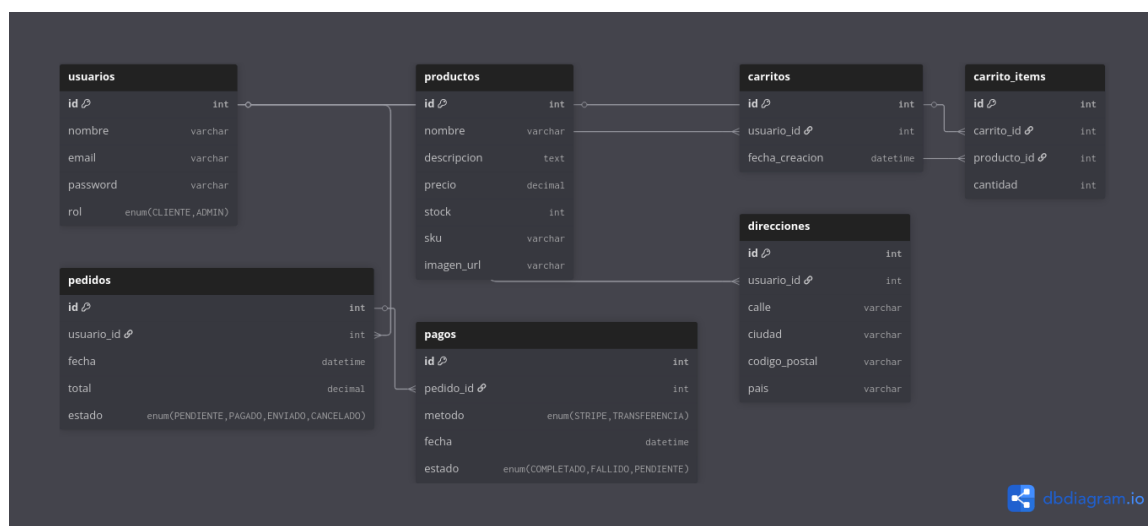 usuarios
id int
nombre varchar
email varchar
password varchar
rol enum(CLIENTE,ADMIN)
productos
id int
nombre varchar
descripcion text
precio decimal
stock int
sku varchar
imagen_url varchar
carritos
id int
usuario_id int
fecha_creacion datetime
carrito_items
id int
carrito_id int
producto_id int
cantidad int
direcciones
id int
usuario_id int
calle varchar
ciudad varchar
codigo_postal varchar
pais varchar
pedidos
id int
usuario_id int
fecha datetime
total decimal
estado enum(PENDIENTE,PAGADO,ENVIADO,CANCELADO)
pagos
id int
pedido_id int
metodo enum(STRIPE,TRANSFERENCIA)
fecha datetime
estado enum(COMPLETADO,FALLIDO,PENDIENTE)
dbdiagram.io